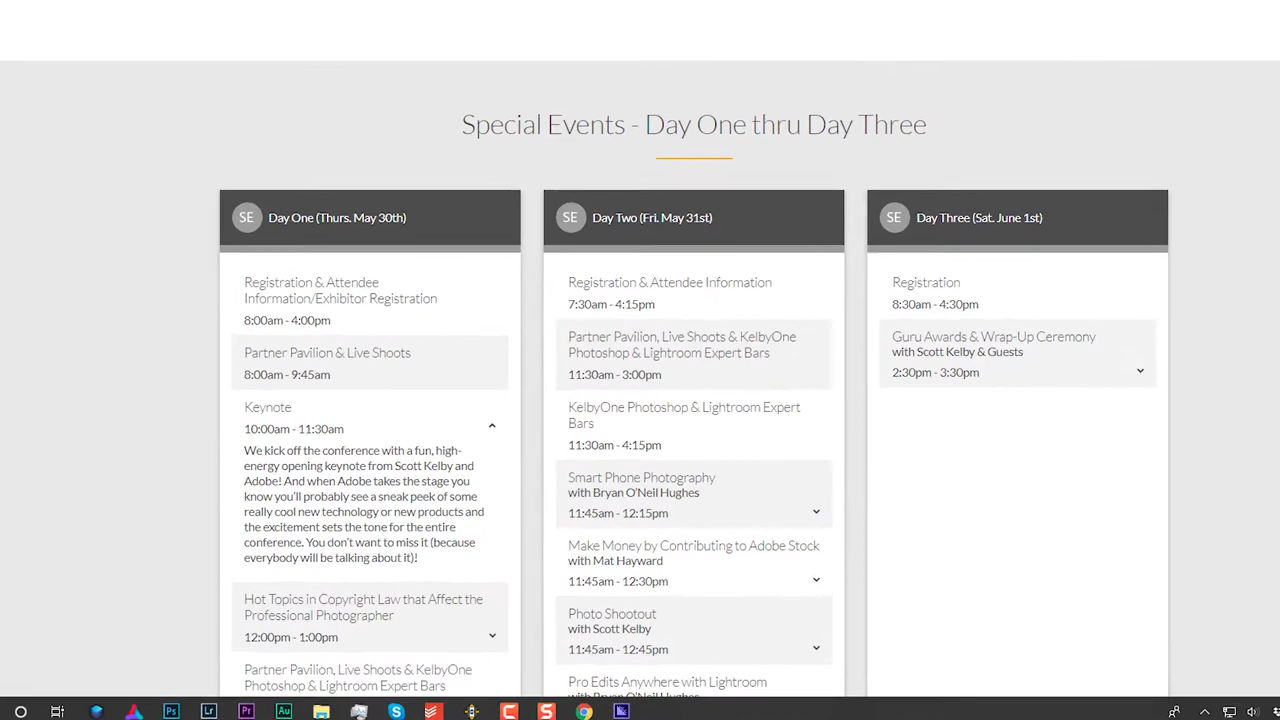 Special Events - Day One thru Day Three
SE
Day One (Thurs. May 30th)
Registration & Attendee
Information/Exhibitor Registration
8:00am - 4:00pm
Partner Pavilion & Live Shoots
8:00am - 9:45am
Keynote
10:00am - 11:30am
We kick off the conference with a fun, high-
energy opening keynote from Scott Kelby and
Adobe! And when Adobe takes the stage you
know you'll probably see a sneak peek of some
really cool new technology or new products and
the excitement sets the tone for the entire
conference. You don't want to miss it (because
everybody will be talking about it)!
Hot Topics in Copyright Law that Affect the
Professional Photographer
12:00pm - 1:00pm
Partner Pavilion, Live Shoots & KelbyOne
Photoshop & Lightroom Expert Bars
SE
Day Two (Fri. May 31st)
Registration & Attendee Information
7:30am - 4:15pm
Partner Pavilion, Live Shoots & KelbyOne
Photoshop & Lightroom Expert Bars
11:30am - 3:00pm
KelbyOne Photoshop & Lightroom Expert
Bars
11:30am - 4:15pm
Smart Phone Photography
with Bryan O'Neil Hughes
11:45am - 12:15pm
Make Money by Contributing to Adobe Stock
with Mat Hayward
11:45am - 12:30pm
Photo Shootout
with Scott Kelby
11:45am - 12:45pm
Pro Edits Anywhere with Lightroom
with Bryan O'Neil Hughes
SE
Day Three (Sat. June 1st)
Registration
8:30am - 4:30pm
Guru Awards & Wrap-Up Ceremony
with Scott Kelby & Guests
2:30pm - 3:30pm
Ps
Lr
Pr
Au